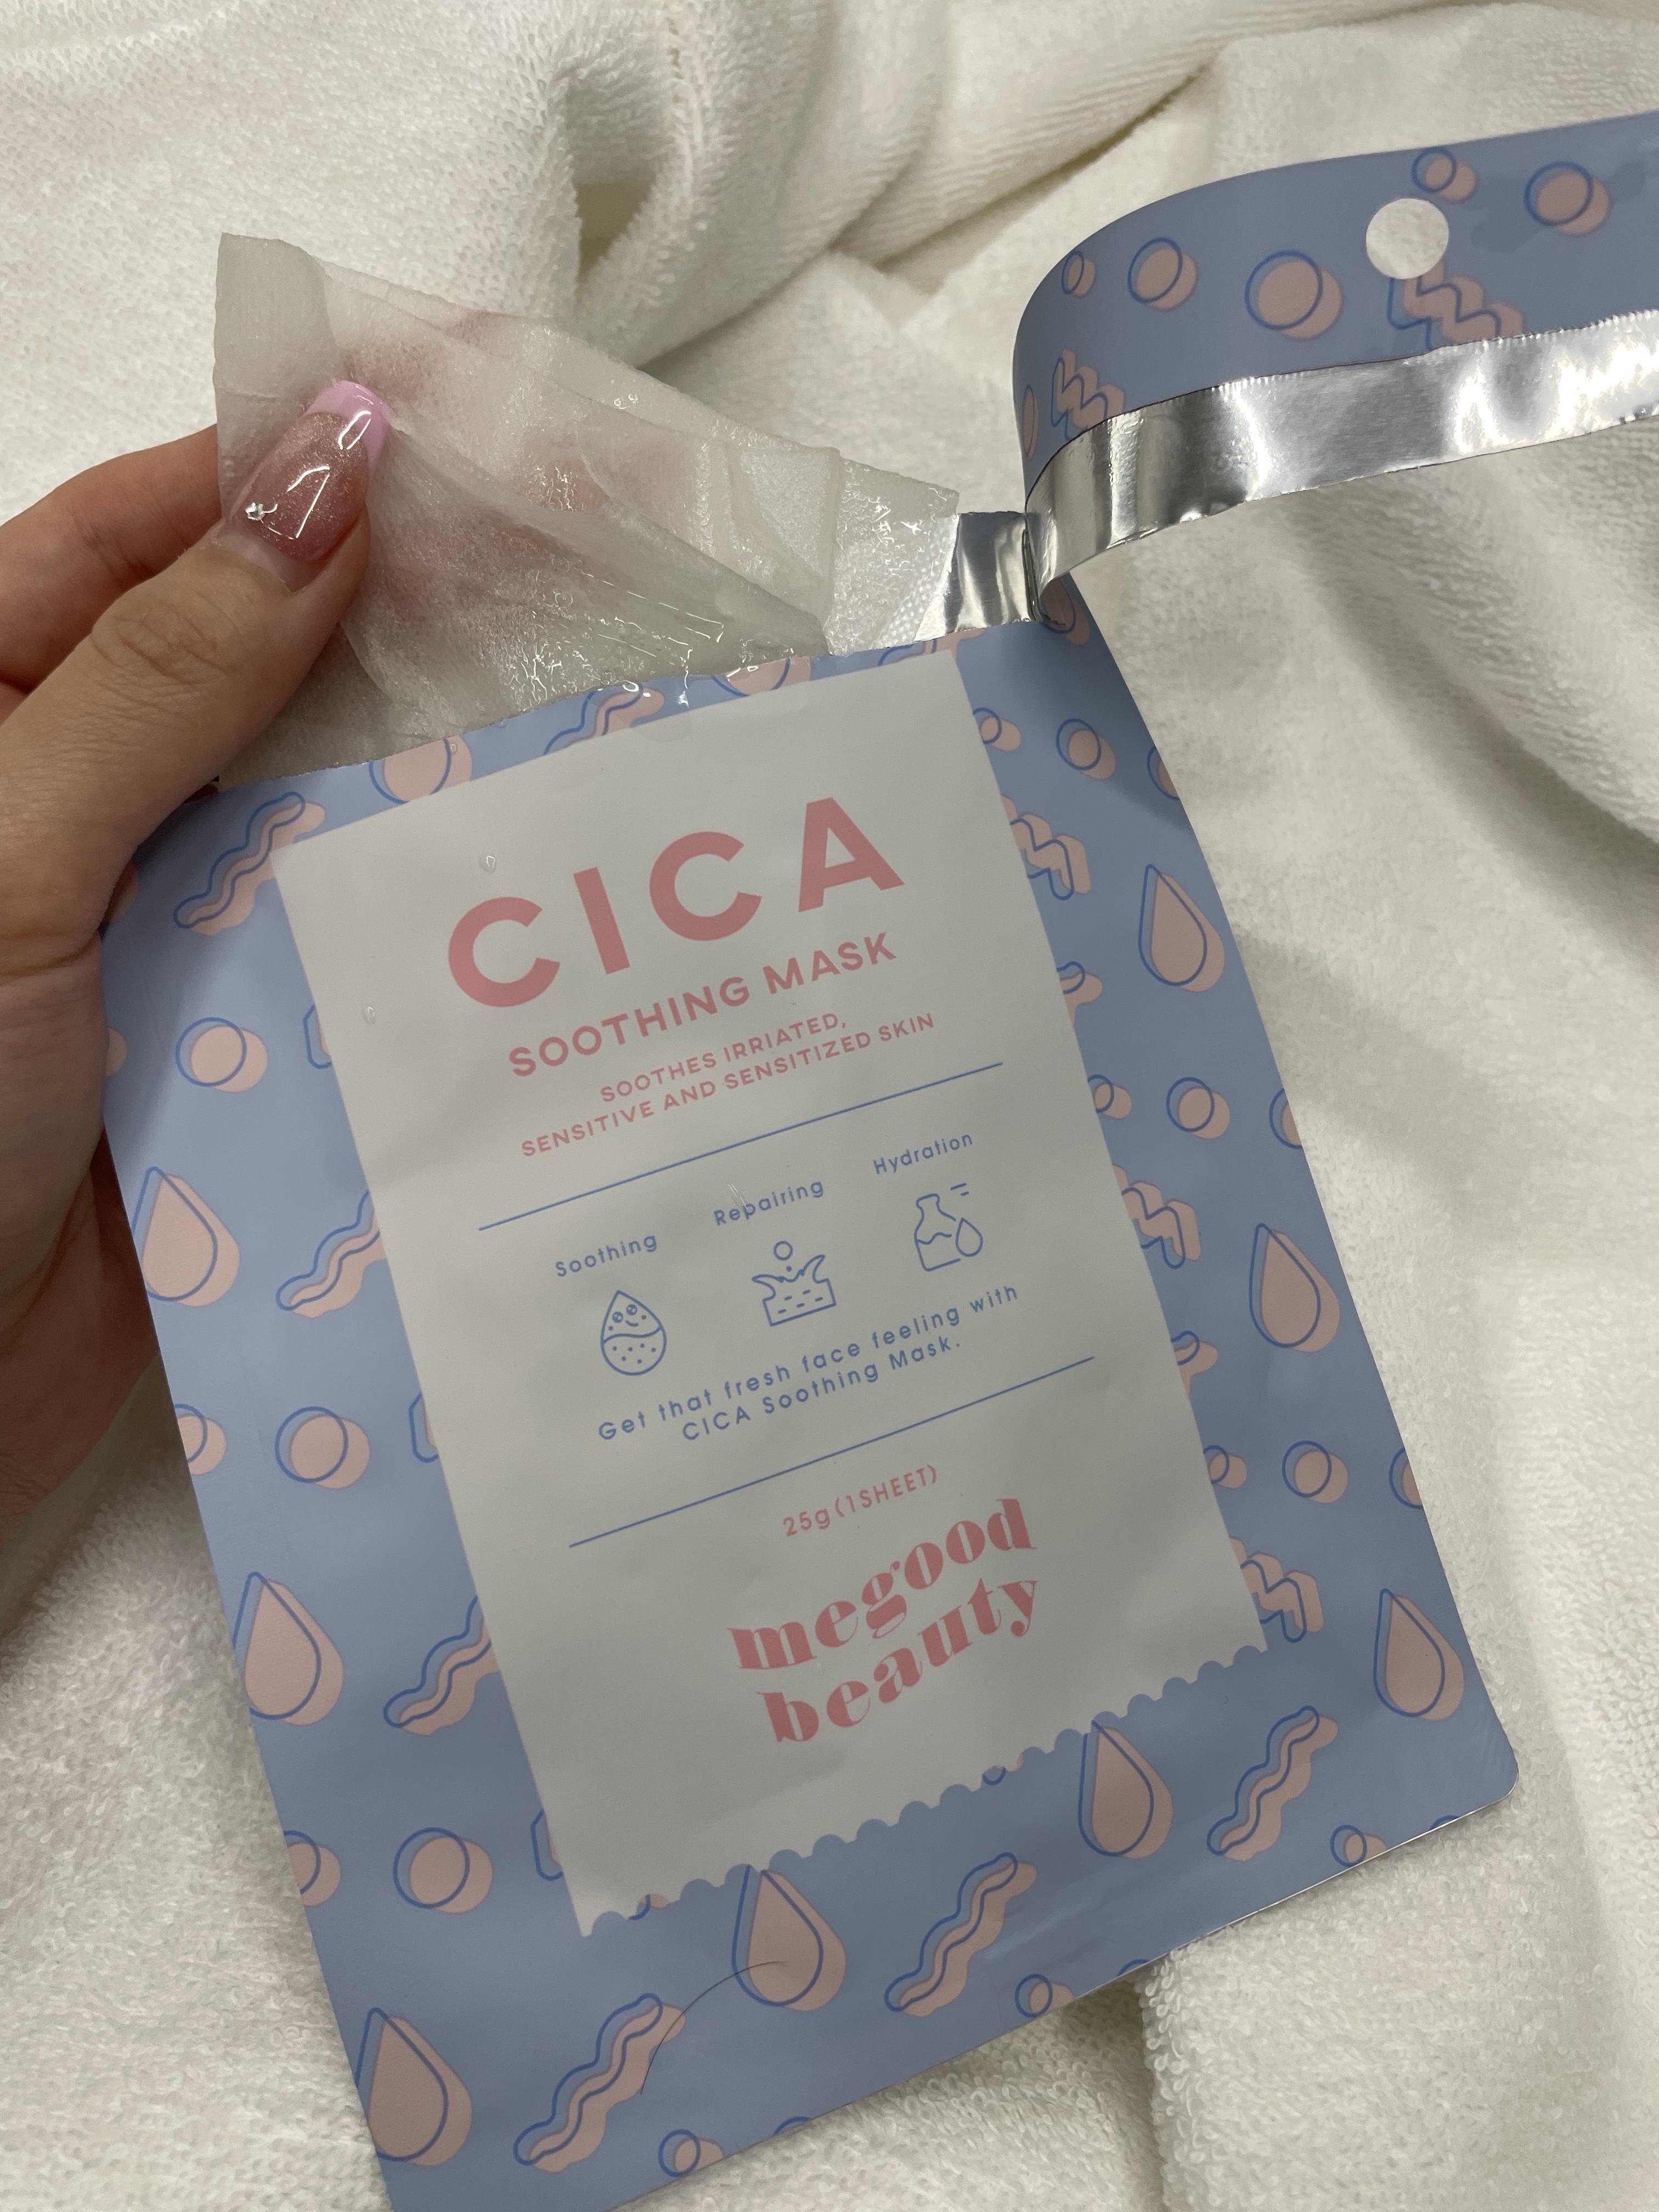 CICA
SOOTHING MASK
SOOTHES IRRIATED,
SENSITIVE AND SENSITIZED SKIN
Soothing Repairing Hydration
Get that fresh face feeling with
CICA Soothing Mask.
25g(1SHEET)
megood
beauty